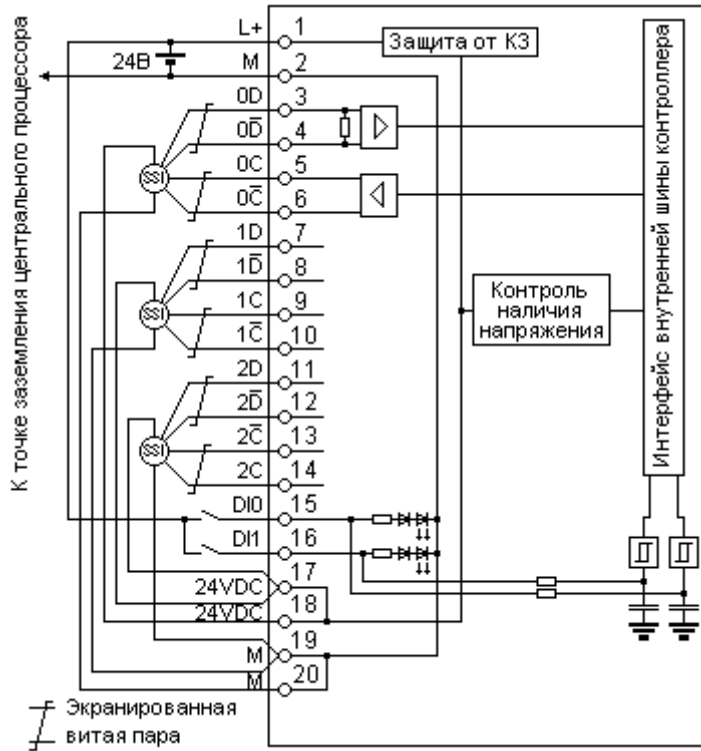 L+
1
Защита от КЗ
24В
M
2
0D
3
0D̅
4
0C
5
0C̅
6
SSI
1D
7
1D̅
8
1C
9
1C̅
10
SSI
2D
11
2D̅
12
2C̅
13
2C
14
SSI
DI0
15
DI1
16
17
24VDC
18
24VDC
19
M
20
M
Контроль
наличия
напряжения
Интерфейс внутренней шины контроллера
К точке заземления центрального процессора
Экранированная
витая пара